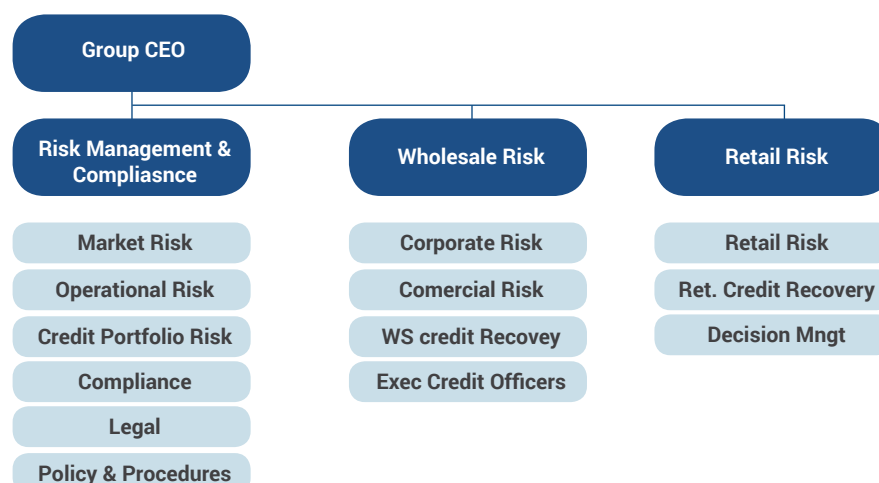 Group CEO
Risk Management &
Compliasnce
Wholesale Risk
Retail Risk
Market Risk
Operational Risk
Credit Portfolio Risk
Compliance
Legal
Policy & Procedures
Corporate Risk
Comercial Risk
WS credit Recovey
Exec Credit Officers
Retail Risk
Ret. Credit Recovery
Decision Mngt